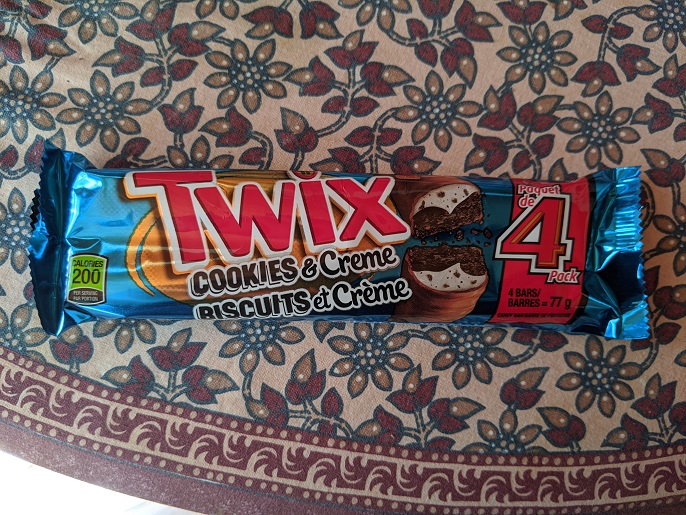 TWIX
COOKIES & Creme
BISCUITS et Crème
CALORIES
200
PER SERVING
PAR PORTION
Paquet
de
4
Pack
4 BARS/
BARRES = 77 g